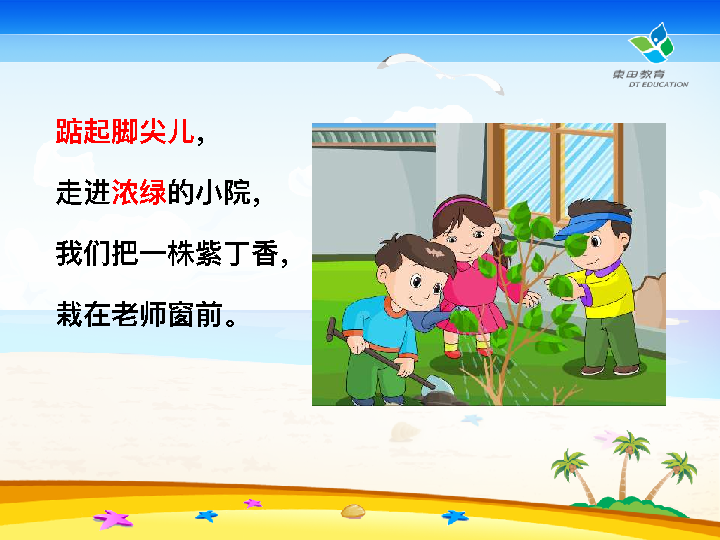 東田教育
DT EDUCATION
踮起脚尖儿，
走进浓绿的小院，
我们把一株紫丁香，
栽在老师窗前。